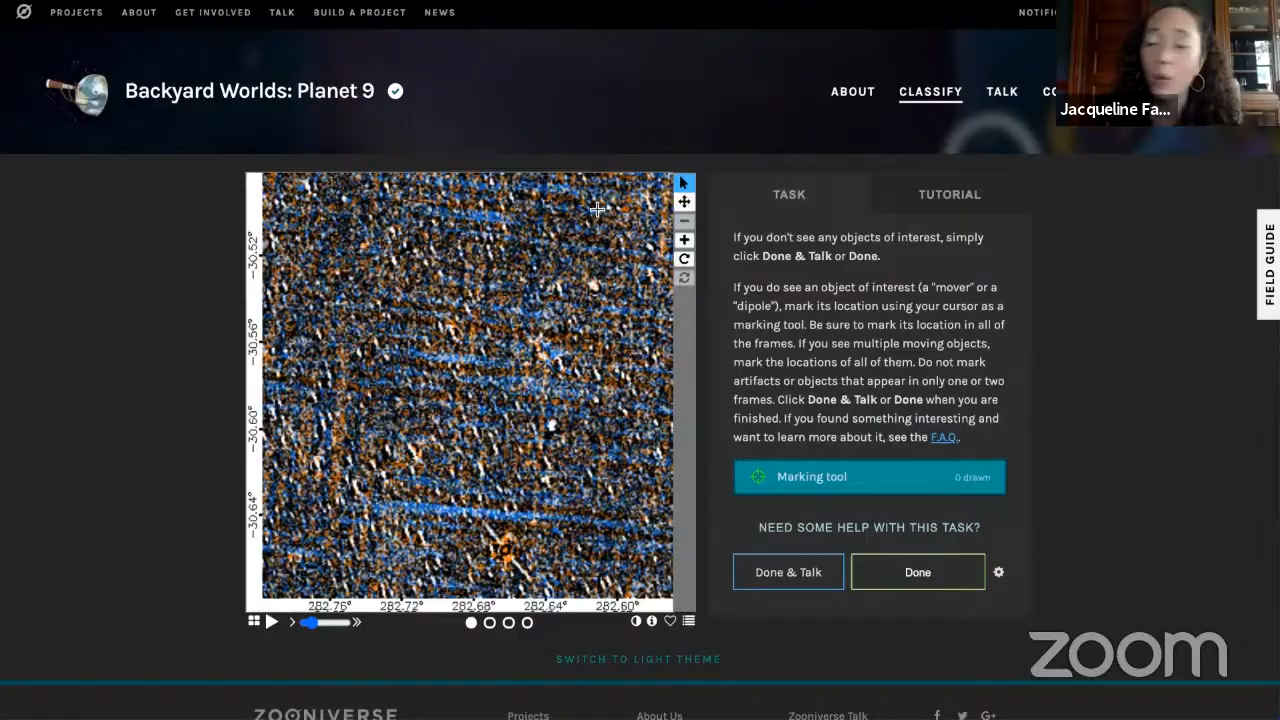 PROJECTS ABOUT GET INVOLVED TALK BUILD A PROJECT NEWS NOTIFI
Backyard Worlds: Planet 9
ABOUT CLASSIFY TALK CO
Jacqueline Fa...
TASK TUTORIAL
If you don't see any objects of interest, simply
click Done & Talk or Done.
If you do see an object of interest (a "mover" or a
"dipole"), mark its location using your cursor as a
marking tool. Be sure to mark its location in all of
the frames. If you see multiple moving objects,
mark the locations of all of them. Do not mark
artifacts or objects that appear in only one or two
frames. Click Done & Talk or Done when you are
finished. If you found something interesting and
want to learn more about it, see the F.A.Q..
Marking tool 0 drawn
NEED SOME HELP WITH THIS TASK?
Done & Talk Done
FIELD GUIDE
-30.52°
-30.56°
-30.60°
-30.64°
282.76° 282.72° 282.68° 282.64° 282.60°
SWITCH TO LIGHT THEME
zoom
ZOONIVERSE Projects About Us Zooniverse Talk